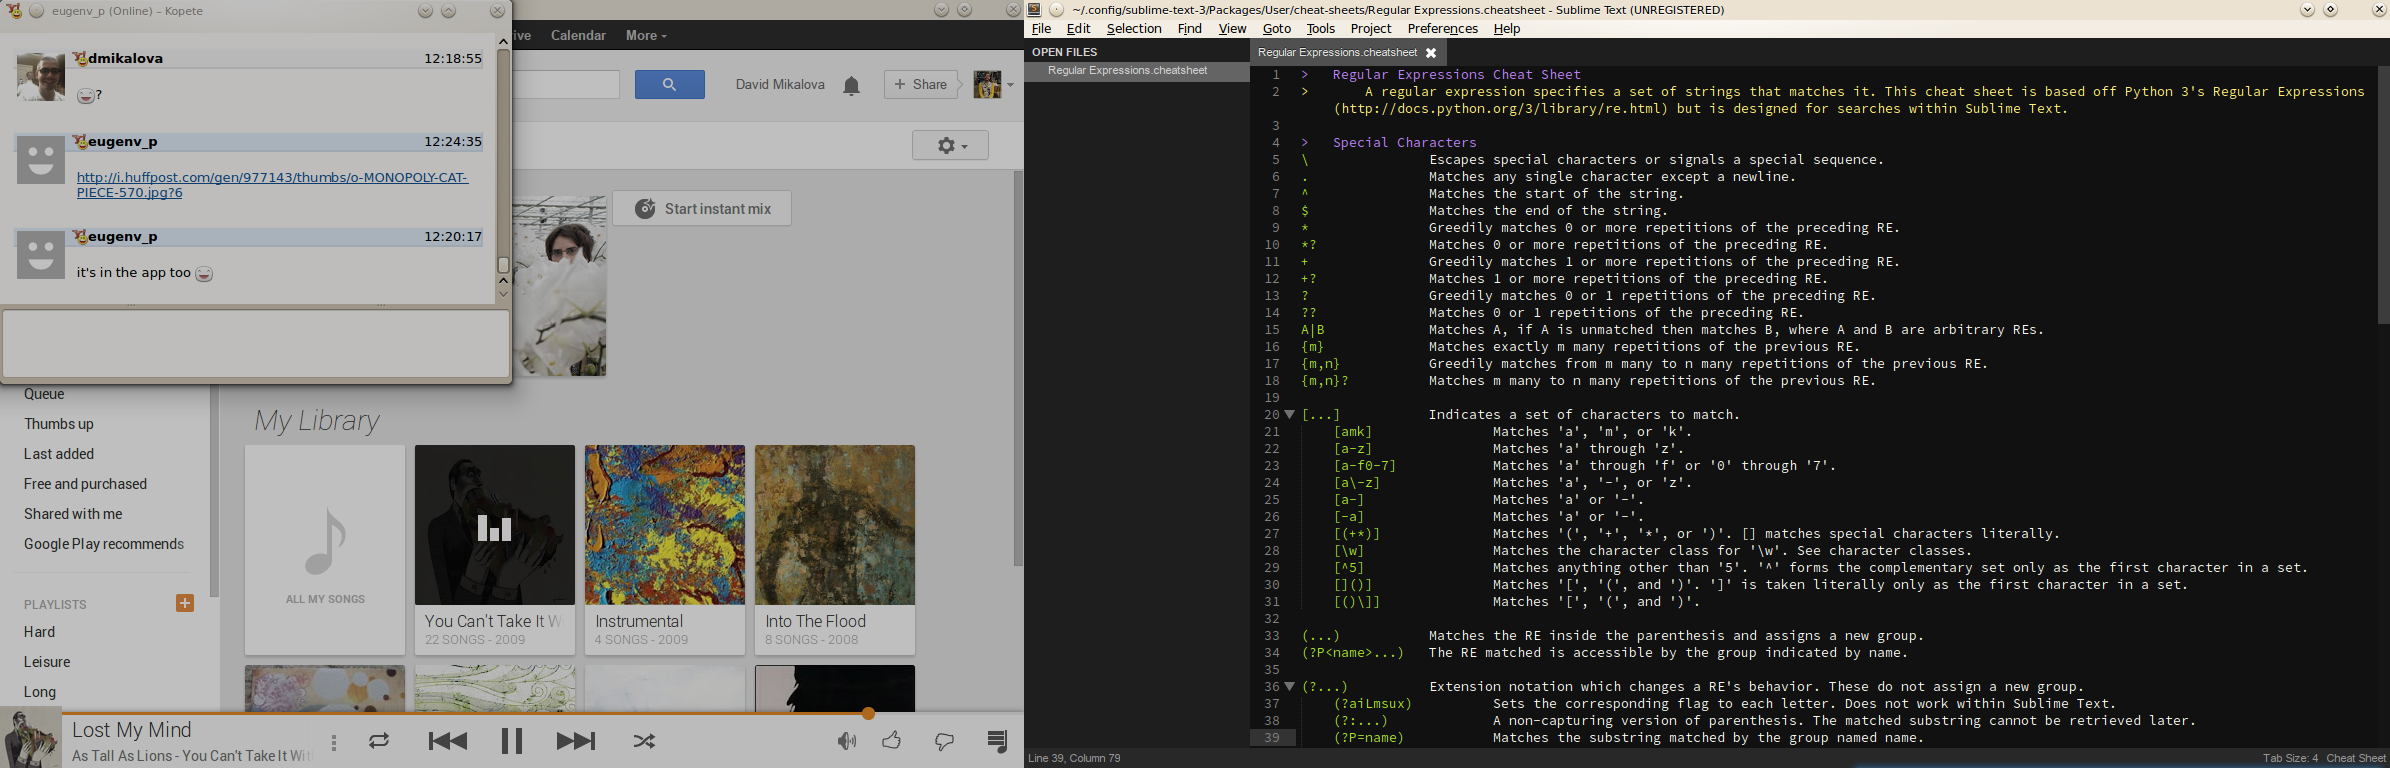 eugenv_p (Online) – Kopete
dmikalova 12:18:55
?
eugenv_p 12:24:35
http://i.huffpost.com/gen/977143/thumbs/o-MONOPOLY-CAT-
PIECE-570.jpg?6
eugenv_p 12:20:17
it's in the app too
ive Calendar More
David Mikalova + Share
Start instant mix
Queue
Thumbs up
Last added
Free and purchased
Shared with me
Google Play recommends
PLAYLISTS
Hard
Leisure
Long
My Library
ALL MY SONGS
You Can't Take It W
22 SONGS - 2009
Instrumental
4 SONGS - 2009
Into The Flood
8 SONGS - 2008
Lost My Mind
As Tall As Lions - You Can't Take It Wit
~/.config/sublime-text-3/Packages/User/cheat-sheets/Regular Expressions.cheatsheet - Sublime Text (UNREGISTERED)
File Edit Selection Find View Goto Tools Project Preferences Help
OPEN FILES
Regular Expressions.cheatsheet
Regular Expressions.cheatsheet
1 > Regular Expressions Cheat Sheet
2 > A regular expression specifies a set of strings that matches it. This cheat sheet is based off Python 3's Regular Expressions
(http://docs.python.org/3/library/re.html) but is designed for searches within Sublime Text.
3
4 > Special Characters
5 \ Escapes special characters or signals a special sequence.
6 . Matches any single character except a newline.
7 ^ Matches the start of the string.
8 $ Matches the end of the string.
9 * Greedily matches 0 or more repetitions of the preceding RE.
10 *? Matches 0 or more repetitions of the preceding RE.
11 + Greedily matches 1 or more repetitions of the preceding RE.
12 +? Matches 1 or more repetitions of the preceding RE.
13 ? Greedily matches 0 or 1 repetitions of the preceding RE.
14 ?? Matches 0 or 1 repetitions of the preceding RE.
15 A|B Matches A, if A is unmatched then matches B, where A and B are arbitrary REs.
16 {m} Matches exactly m many repetitions of the previous RE.
17 {m,n} Greedily matches from m many to n many repetitions of the previous RE.
18 {m,n}? Matches m many to n many repetitions of the previous RE.
19
20 [...] Indicates a set of characters to match.
21 [amk] Matches 'a', 'm', or 'k'.
22 [a-z] Matches 'a' through 'z'.
23 [a-f0-7] Matches 'a' through 'f' or '0' through '7'.
24 [a\-z] Matches 'a', '-', or 'z'.
25 [a-] Matches 'a' or '-'.
26 [-a] Matches 'a' or '-'.
27 [(+*)] Matches '(', '+', '*', or ')'. [] matches special characters literally.
28 [\w] Matches the character class for '\w'. See character classes.
29 [^5] Matches anything other than '5'. '^' forms the complementary set only as the first character in a set.
30 []()] Matches '[', '(', and ')'. ']' is taken literally only as the first character in a set.
31 [()\]] Matches '[', '(', and ')'.
32
33 (...) Matches the RE inside the parenthesis and assigns a new group.
34 (?P<name>...) The RE matched is accessible by the group indicated by name.
35
36 (?...) Extension notation which changes a RE's behavior. These do not assign a new group.
37 (?aiLmsux) Sets the corresponding flag to each letter. Does not work within Sublime Text.
38 (?:...) A non-capturing version of parenthesis. The matched substring cannot be retrieved later.
39 (?P=name) Matches the substring matched by the group named name.
Line 39, Column 79 Tab Size: 4 Cheat Sheet